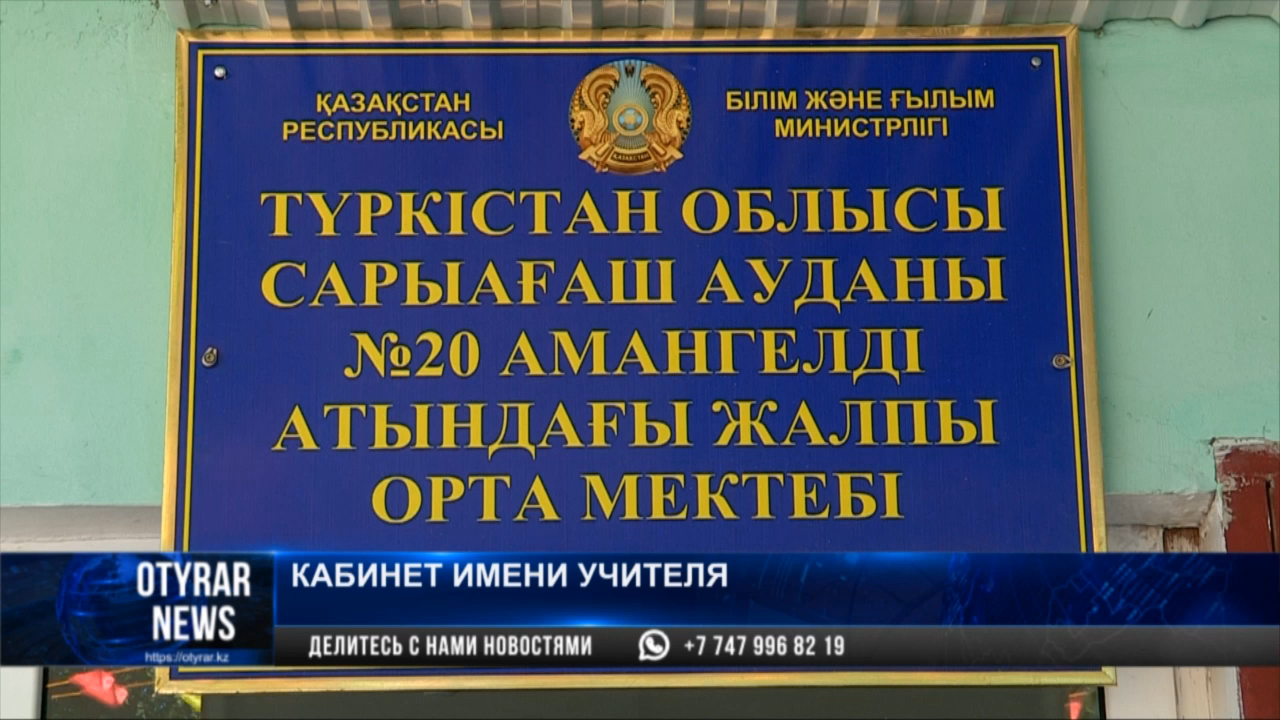 ҚАЗАҚСТАН
РЕСПУБЛИКАСЫ
БІЛІМ ЖӘНЕ ҒЫЛЫМ
МИНИСТРЛІГІ
ҚАЗАҚСТАН
ТҮРКІСТАН ОБЛЫСЫ
САРЫАҒАШ АУДАНЫ
№20 АМАНГЕЛДІ
АТЫНДАҒЫ ЖАЛПЫ
ОРТА МЕКТЕБІ
OTYRAR
NEWS
https://otyrar.kz
КАБИНЕТ ИМЕНИ УЧИТЕЛЯ
ДЕЛИТЕСЬ С НАМИ НОВОСТЯМИ +7 747 996 82 19